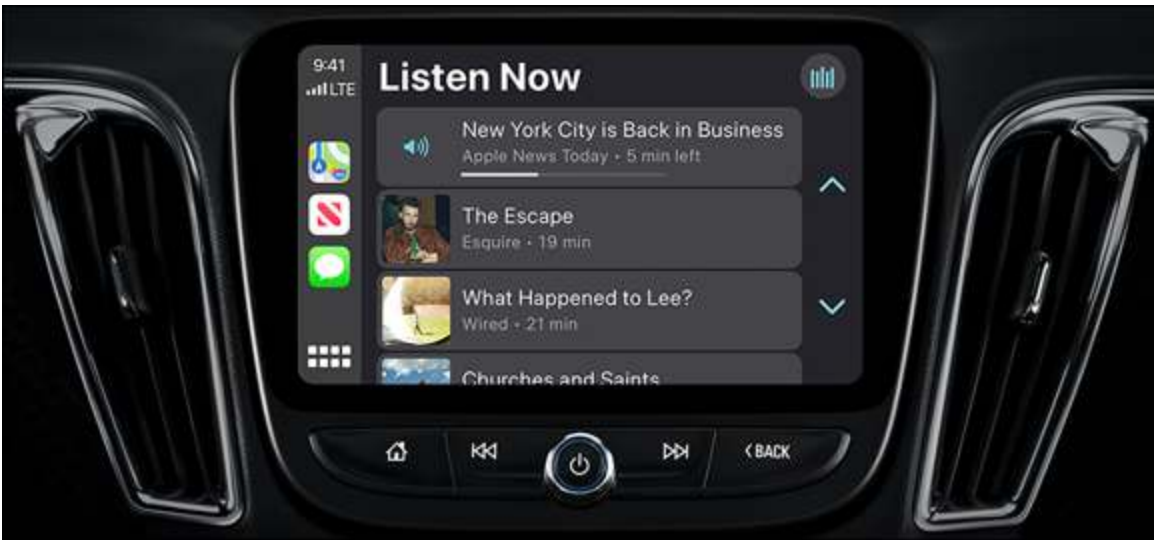 9:41
LTE
Listen Now
New York City is Back in Business
Apple News Today • 5 min left
The Escape
Esquire • 19 min
What Happened to Lee?
Wired • 21 min
Churches and Saints
BACK